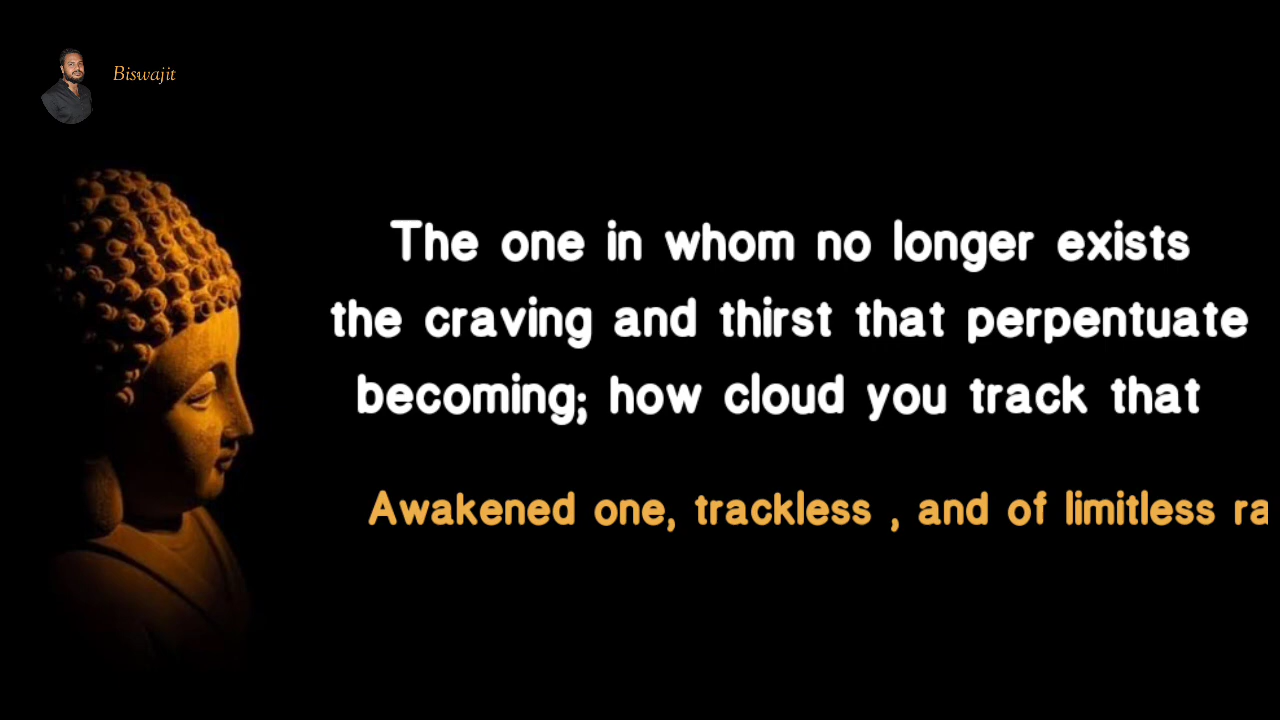 Biswajit
The one in whom no longer exists
the craving and thirst that perpentuate
becoming; how cloud you track that
Awakened one, trackless , and of limitless ra